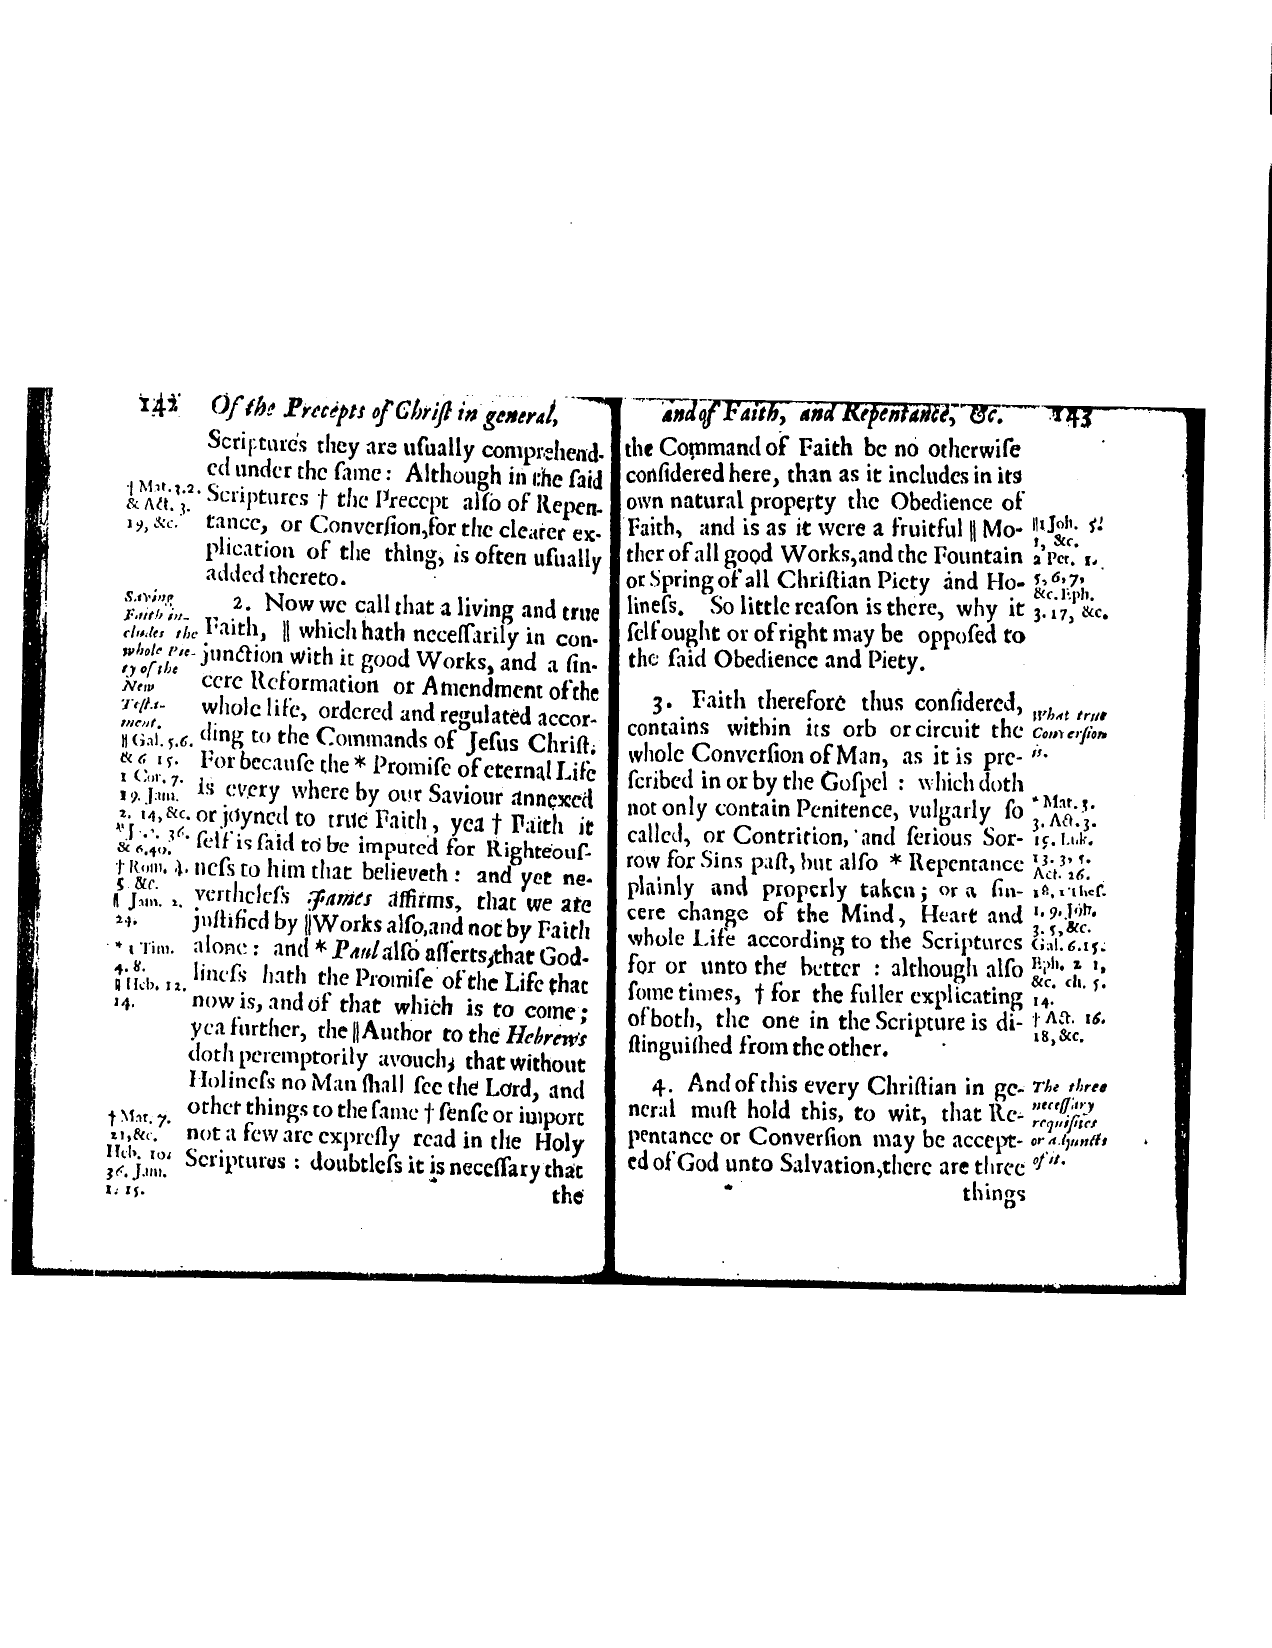 142 Of the Precepts of Chriſt in general,
Scriptures they are uſually comprehend-
ed under the ſame: Although in the ſaid
Scriptures † the Precept alſo of Repen-
tance, or Converſion, for the clearer ex-
plication of the thing, is often uſually
added thereto.
2. Now we call that a living and true
Faith, ‖ which hath neceſſarily in con-
junction with it good Works, and a ſin-
cere Reformation or Amendment of the
whole life, ordered and regulated accor-
ding to the Commands of Jeſus Chriſt.
For becauſe the * Promiſe of eternal Life
is every where by our Saviour annexed
or joyned to true Faith, yea † Faith it
ſelf is ſaid to be imputed for Righteouſ-
neſs to him that believeth: and yet ne-
vertheleſs James affirms, that we are
juſtified by ‖ Works alſo, and not by Faith
alone: and * Paul alſo aſſerts, that God-
lineſs hath the Promiſe of the Life that
now is, and of that which is to come;
yea further, the ‖ Author to the Hebrews
doth peremptorily avouch, that without
Holineſs no Man ſhall ſee the Lord, and
other things to the ſame † ſenſe or import
not a few are expreſly read in the Holy
Scriptures: doubtleſs it is neceſſary that
the
† Mat. 3. 2.
& Act. 3.
19, &c.
Saving
Faith in-
cludes the
whole Pie-
ty of the
New
Teſta-
ment.
‖ Gal. 5. 6.
& 6 15.
1 Cor. 7.
19. Jam.
2. 14, &c.
36.
& 6. 40.
† Rom. 4.
5 &c.
‖ Jam. 2.
24.
* 1 Tim.
4. 8.
‖ Heb. 12.
14.
† Mat. 7.
21, &c.
Heb. 10.
36. Jam.
1. 15.
and of Faith, and Repentance, &c. 143
the Command of Faith be no otherwiſe
conſidered here, than as it includes in its
own natural property the Obedience of
Faith, and is as it were a fruitful ‖ Mo-
ther of all good Works, and the Fountain
or Spring of all Chriſtian Piety and Ho-
lineſs. So little reaſon is there, why it
ſelf ought or of right may be oppoſed to
the ſaid Obedience and Piety.
3. Faith therefore thus conſidered,
contains within its orb or circuit the
whole Converſion of Man, as it is pre-
ſcribed in or by the Goſpel: which doth
not only contain Penitence, vulgarly ſo
called, or Contrition, and ſerious Sor-
row for Sins paſt, but alſo * Repentance
plainly and properly taken; or a ſin-
cere change of the Mind, Heart and
whole Life according to the Scriptures
for or unto the better: although alſo
ſome times, † for the fuller explicating
of both, the one in the Scripture is di-
ſtinguiſhed from the other.
4. And of this every Chriſtian in ge-
neral muſt hold this, to wit, that Re-
pentance or Converſion may be accept-
ed of God unto Salvation, there are three
things
‖ 1 Joh. 5.
1, &c.
2 Pet. 1.
5, 6, 7,
&c. Eph.
3. 17, &c.
What true
Converſion
is.
* Mat. 3.
3. Act. 3.
15. Luk.
13. 3, 5.
Act. 26.
18, 1 Theſ.
1. 9. Joh.
3. 5, &c.
Gal. 6. 15.
Eph. 2 1,
&c. ch. 5.
14.
† Act. 16.
18, &c.
The three
neceſſary
requiſites
or adjuncts
of it.